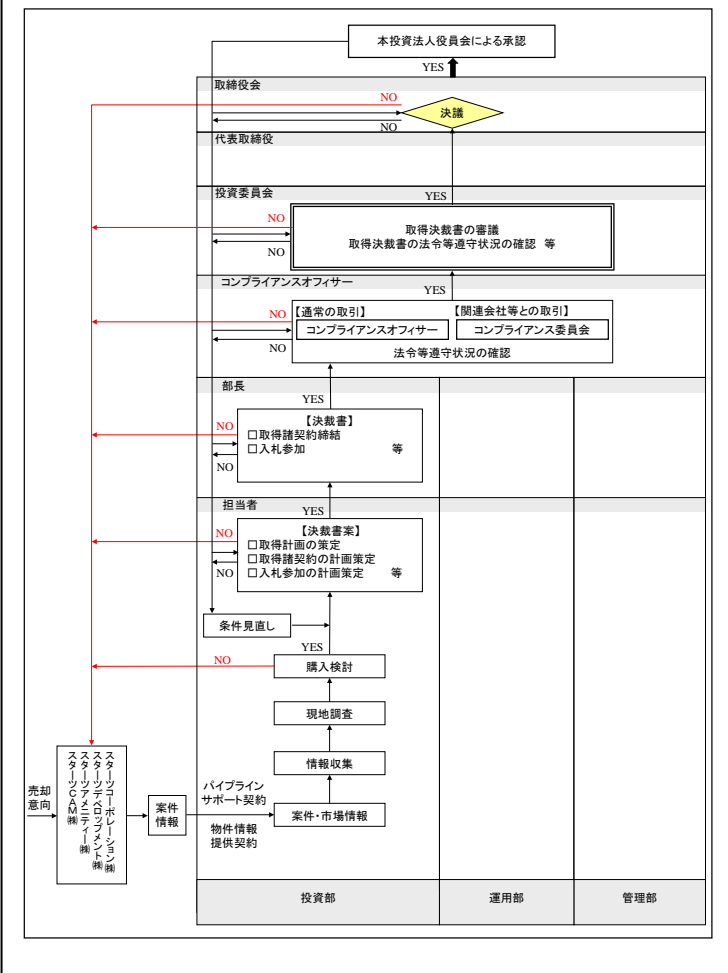 本投資法人役員会による承認
YES
取締役会
NO
決議
NO
代表取締役
投資委員会
YES
NO
取得決裁書の審議
取得決裁書の法令等遵守状況の確認 等
NO
コンプライアンスオフィサー
YES
【通常の取引】
【関連会社等との取引】
NO
コンプライアンスオフィサー
コンプライアンス委員会
NO
法令等遵守状況の確認
部長
YES
【決裁書】
NO
□取得諸契約締結
□入札参加 等
NO
担当者
YES
【決裁書案】
NO
□取得計画の策定
□取得諸契約の計画策定
□入札参加の計画策定 等
NO
条件見直し
YES
NO
購入検討
現地調査
情報収集
売却
意向
スターツコーポレーション㈱
スターツデベロップメント㈱
スターツアメニティー㈱
スターツCAM㈱
案件
情報
パイプライン
サポート契約
物件情報
提供契約
案件・市場情報
投資部
運用部
管理部